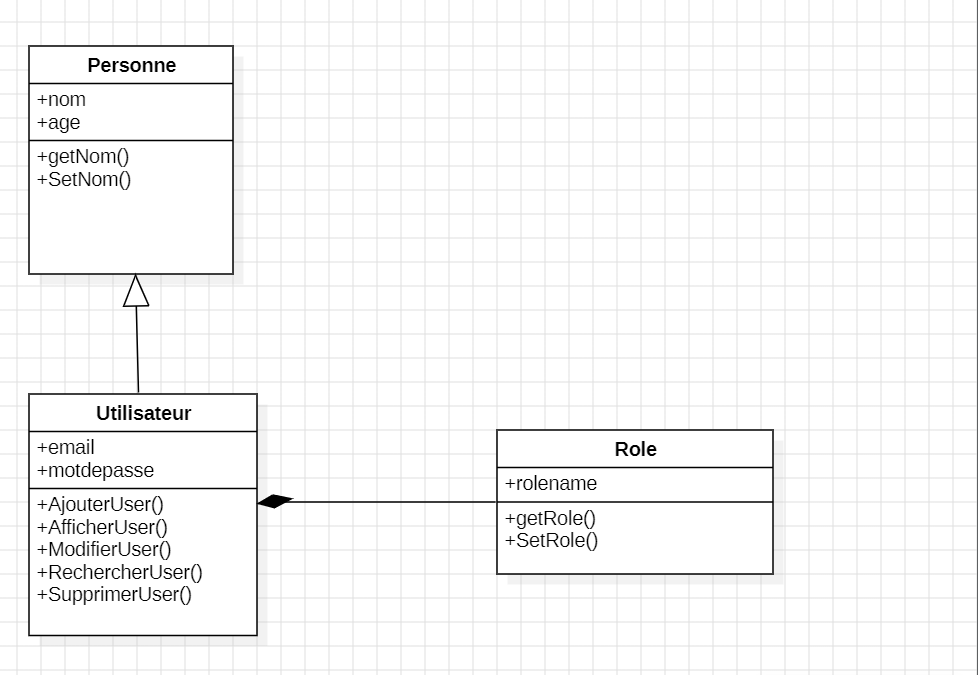 Personne
+nom
+age
+getNom()
+SetNom()
Utilisateur
+email
+motdepasse
+AjouterUser()
+AfficherUser()
+ModifierUser()
+RechercherUser()
+SupprimerUser()
Role
+rolename
+getRole()
+SetRole()